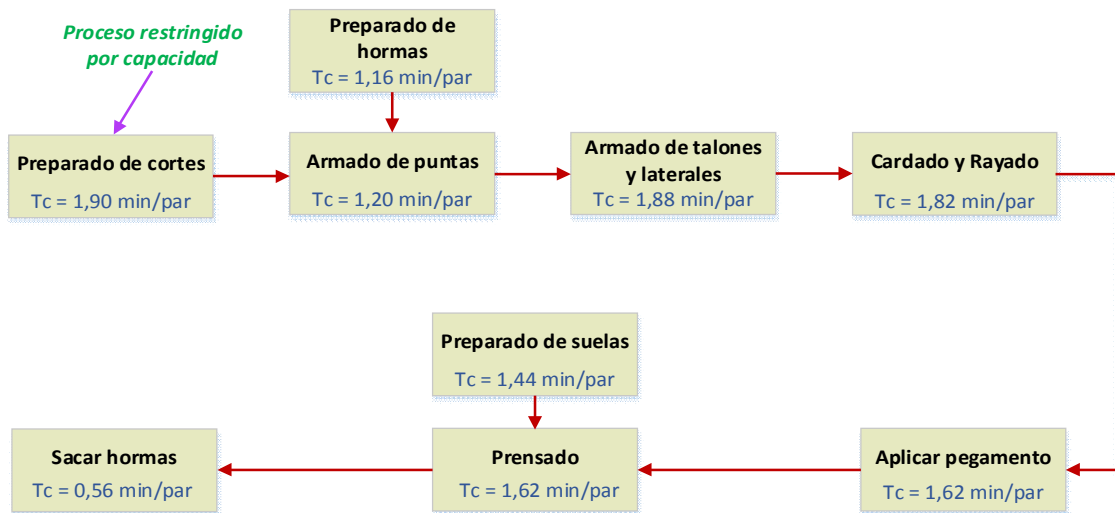 Proceso restringido
por capacidad
Preparado de
hormas
Tc = 1,16 min/par
Preparado de cortes
Tc = 1,90 min/par
Armado de puntas
Tc = 1,20 min/par
Armado de talones
y laterales
Tc = 1,88 min/par
Cardado y Rayado
Tc = 1,82 min/par
Preparado de suelas
Tc = 1,44 min/par
Sacar hormas
Tc = 0,56 min/par
Prensado
Tc = 1,62 min/par
Aplicar pegamento
Tc = 1,62 min/par